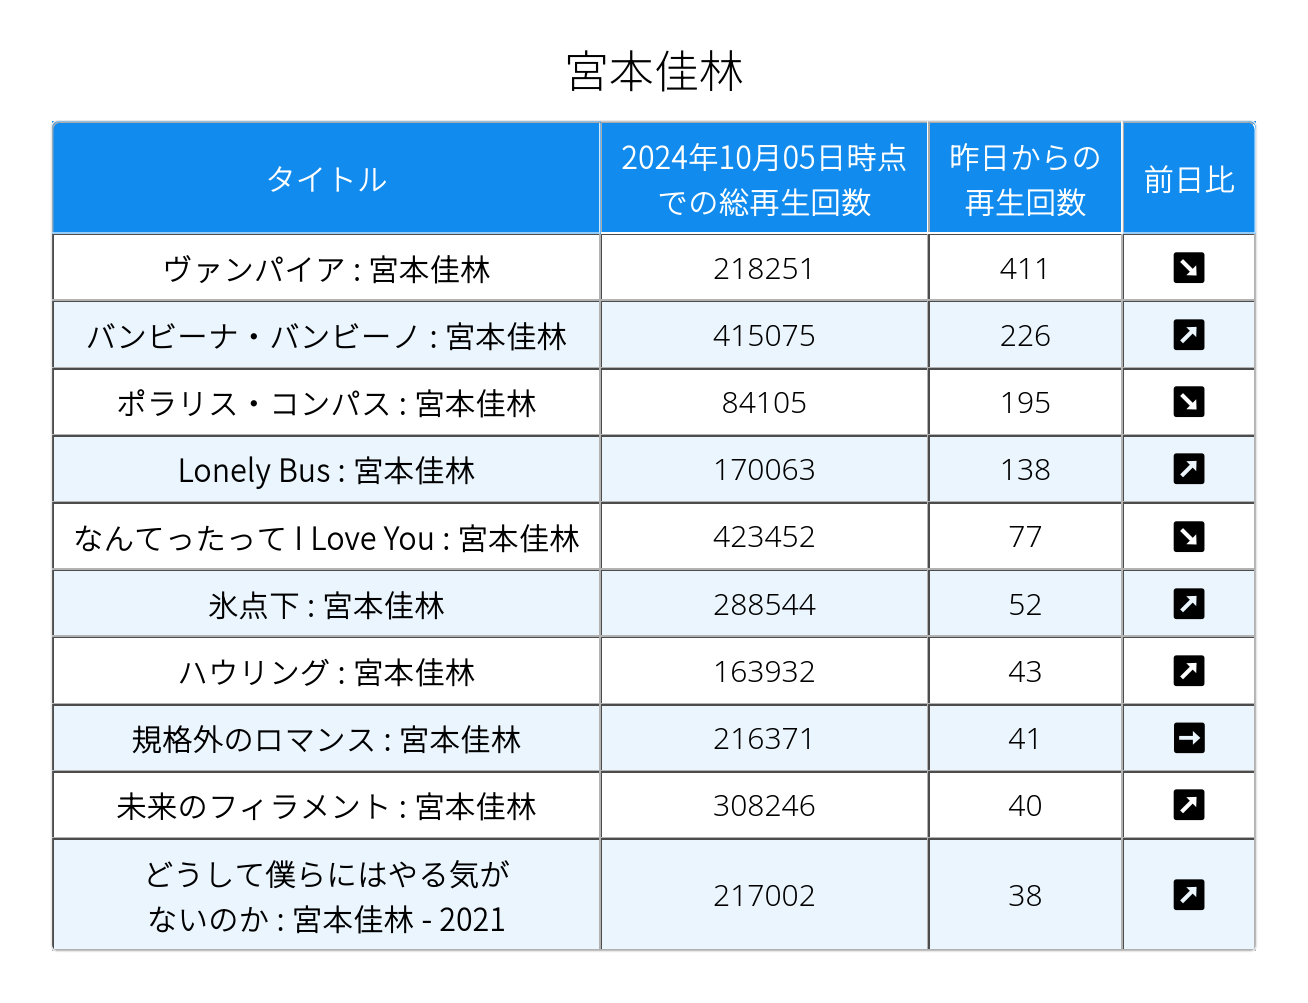 宮本佳林
タイトル
2024年10月05日時点
での総再生回数
昨日からの
再生回数
前日比
ヴァンパイア : 宮本佳林
218251
411
バンビーナ・バンビーノ : 宮本佳林
415075
226
ポラリス・コンパス : 宮本佳林
84105
195
Lonely Bus : 宮本佳林
170063
138
なんてったって I Love You : 宮本佳林
423452
77
氷点下 : 宮本佳林
288544
52
ハウリング : 宮本佳林
163932
43
規格外のロマンス : 宮本佳林
216371
41
未来のフィラメント : 宮本佳林
308246
40
どうして僕らにはやる気が
ないのか : 宮本佳林 - 2021
217002
38